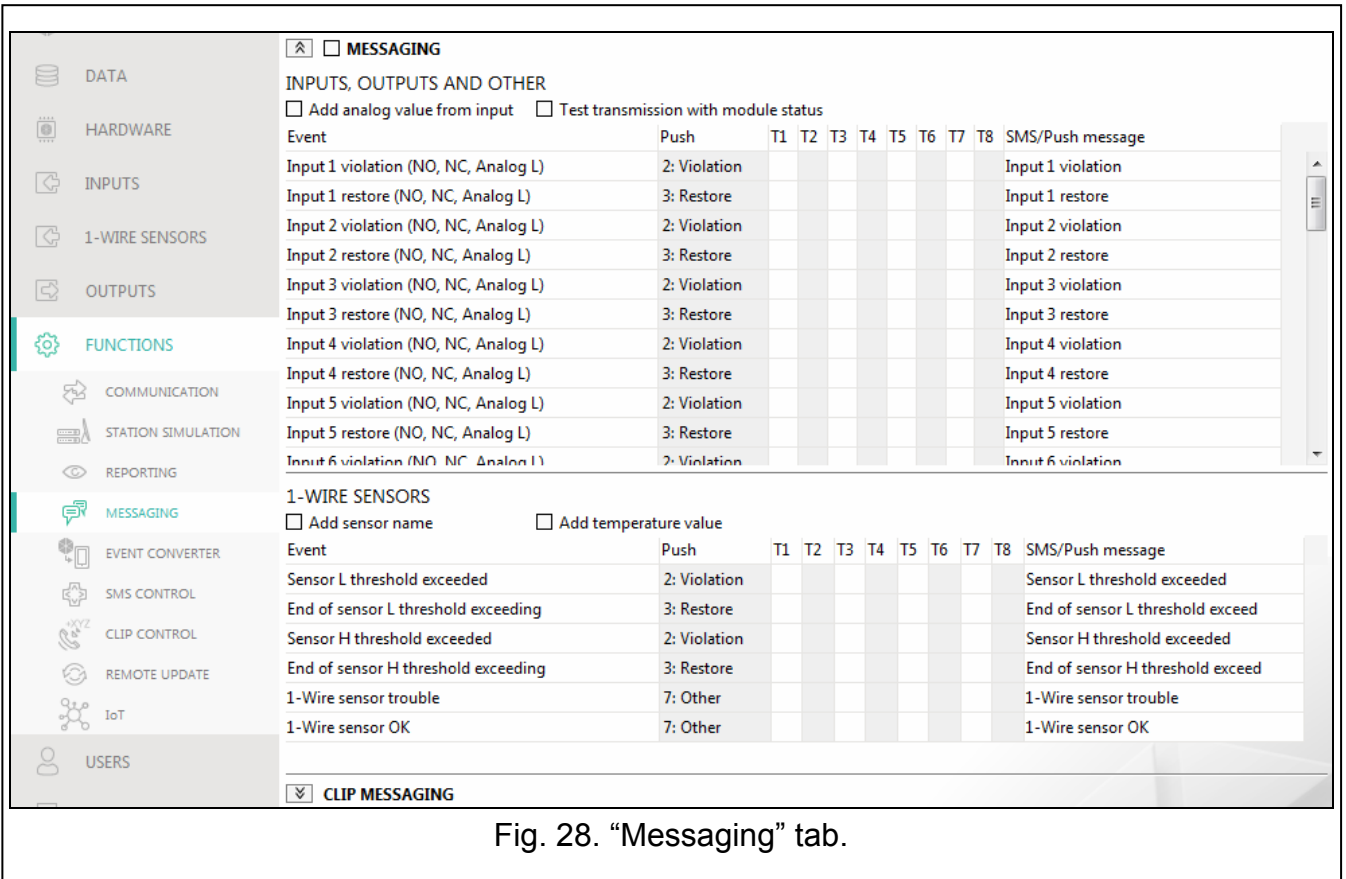 DATA
HARDWARE
INPUTS
1-WIRE SENSORS
OUTPUTS
FUNCTIONS
COMMUNICATION
STATION SIMULATION
REPORTING
MESSAGING
EVENT CONVERTER
SMS CONTROL
+XYZ
CLIP CONTROL
REMOTE UPDATE
IoT
USERS
MESSAGING
INPUTS, OUTPUTS AND OTHER
Add analog value from input Test transmission with module status
Event Push T1 T2 T3 T4 T5 T6 T7 T8 SMS/Push message
Input 1 violation (NO, NC, Analog L) 2: Violation Input 1 violation
Input 1 restore (NO, NC, Analog L) 3: Restore Input 1 restore
Input 2 violation (NO, NC, Analog L) 2: Violation Input 2 violation
Input 2 restore (NO, NC, Analog L) 3: Restore Input 2 restore
Input 3 violation (NO, NC, Analog L) 2: Violation Input 3 violation
Input 3 restore (NO, NC, Analog L) 3: Restore Input 3 restore
Input 4 violation (NO, NC, Analog L) 2: Violation Input 4 violation
Input 4 restore (NO, NC, Analog L) 3: Restore Input 4 restore
Input 5 violation (NO, NC, Analog L) 2: Violation Input 5 violation
Input 5 restore (NO, NC, Analog L) 3: Restore Input 5 restore
Input 6 violation (NO, NC, Analog L) 2: Violation Input 6 violation
1-WIRE SENSORS
Add sensor name Add temperature value
Event Push T1 T2 T3 T4 T5 T6 T7 T8 SMS/Push message
Sensor L threshold exceeded 2: Violation Sensor L threshold exceeded
End of sensor L threshold exceeding 3: Restore End of sensor L threshold exceed
Sensor H threshold exceeded 2: Violation Sensor H threshold exceeded
End of sensor H threshold exceeding 3: Restore End of sensor H threshold exceed
1-Wire sensor trouble 7: Other 1-Wire sensor trouble
1-Wire sensor OK 7: Other 1-Wire sensor OK
CLIP MESSAGING
Fig. 28. “Messaging” tab.